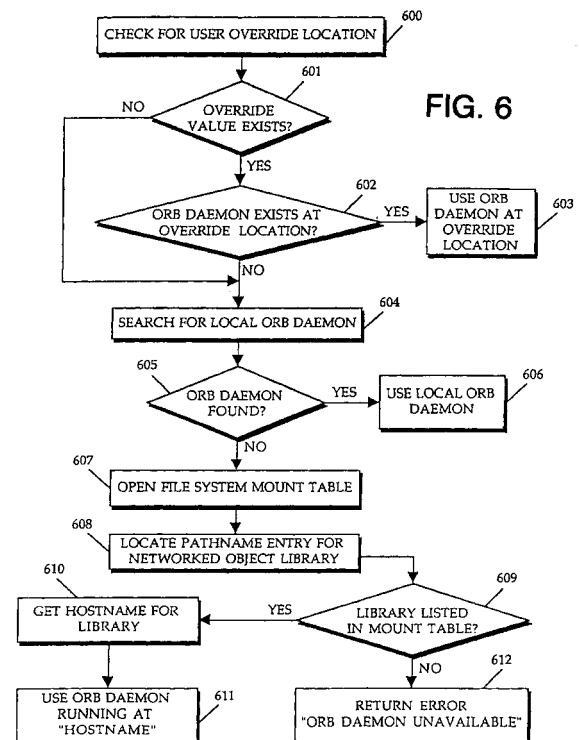 600
CHECK FOR USER OVERRIDE LOCATION
601
FIG. 6
NO
OVERRIDE
VALUE EXISTS?
YES
602
ORB DAEMON EXISTS AT
OVERRIDE LOCATION?
YES
USE ORB
DAEMON AT
OVERRIDE
LOCATION
603
NO
604
SEARCH FOR LOCAL ORB DAEMON
605
ORB DAEMON
FOUND?
YES
USE LOCAL ORB
DAEMON
606
NO
607
OPEN FILE SYSTEM MOUNT TABLE
608
LOCATE PATHNAME ENTRY FOR
NETWORKED OBJECT LIBRARY
609
610
GET HOSTNAME FOR
LIBRARY
YES
LIBRARY LISTED
IN MOUNT TABLE?
NO
612
USE ORB DAEMON
RUNNING AT
"HOSTNAME"
611
RETURN ERROR
"ORB DAEMON UNAVAILABLE"